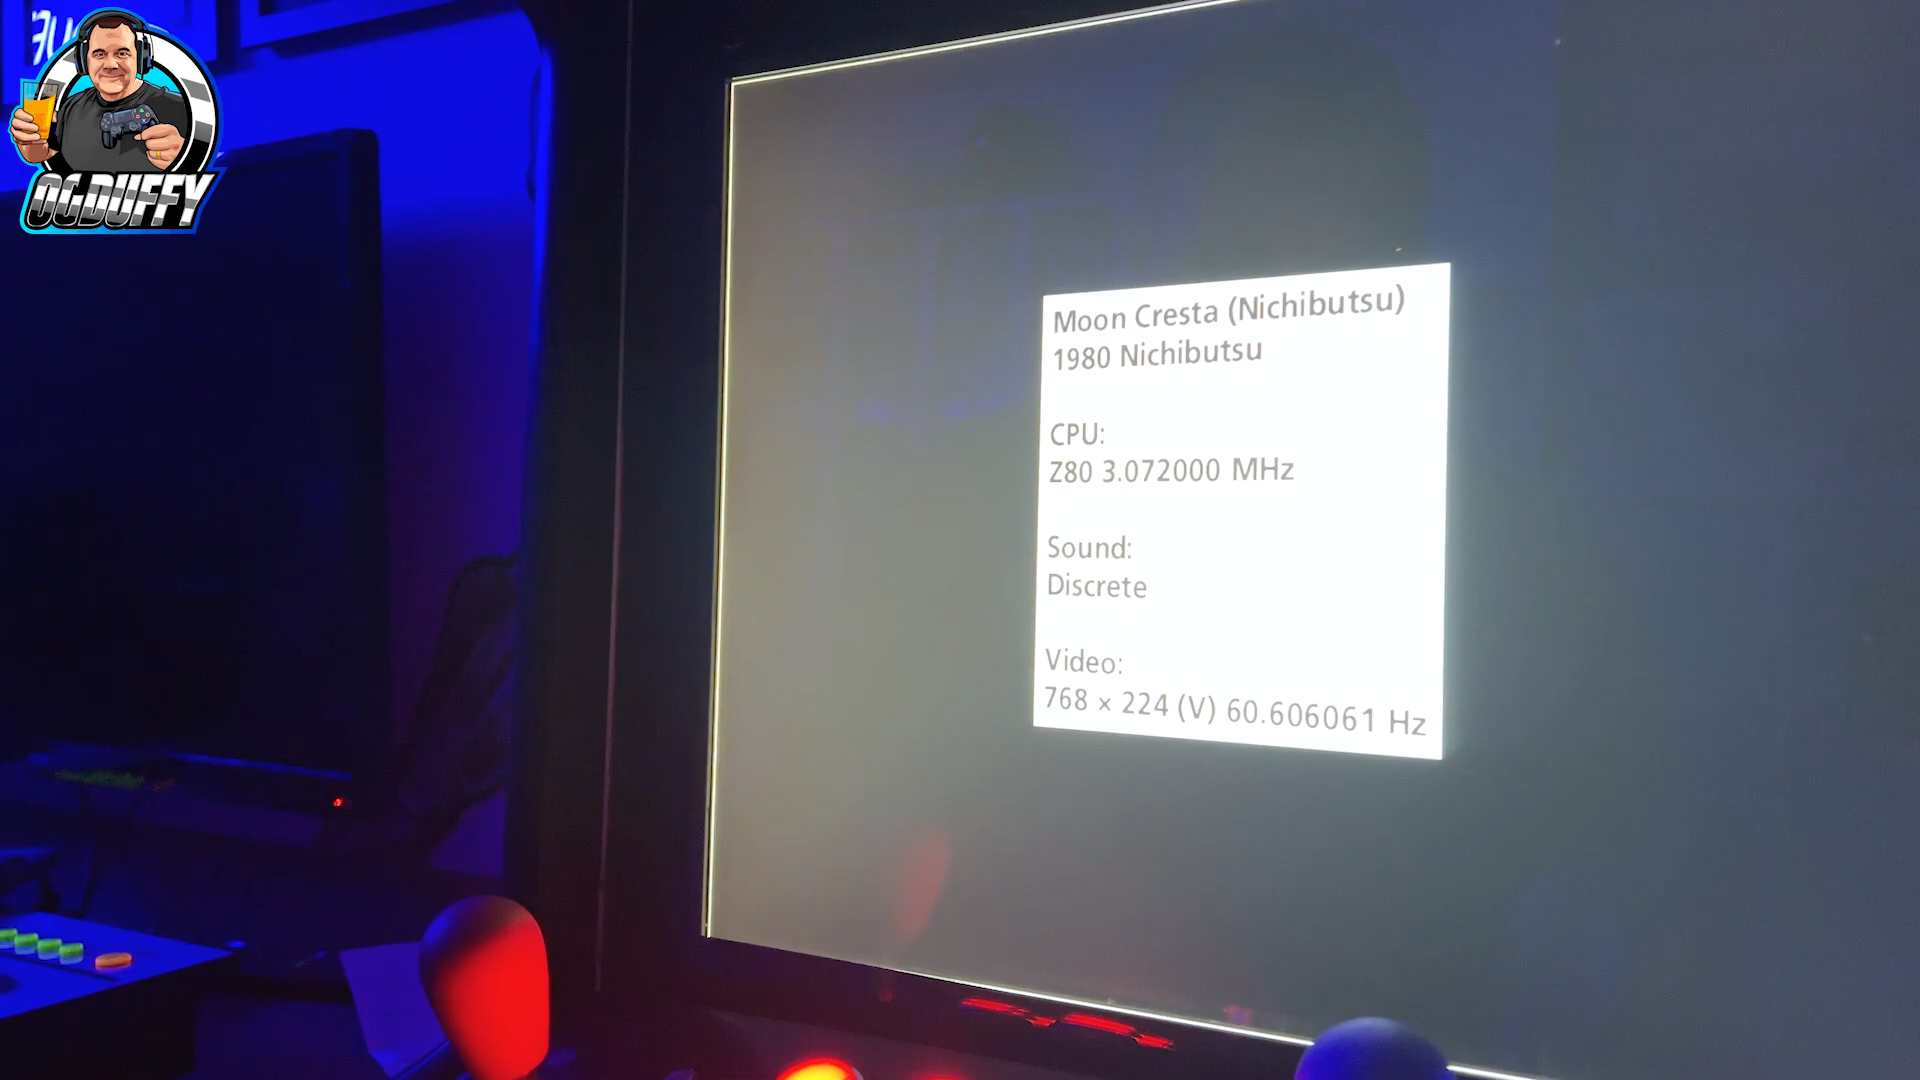 OGDUFFY
Moon Cresta (Nichibutsu)
1980 Nichibutsu
CPU:
Z80 3.072000 MHz
Sound:
Discrete
Video:
768 × 224 (V) 60.606061 Hz